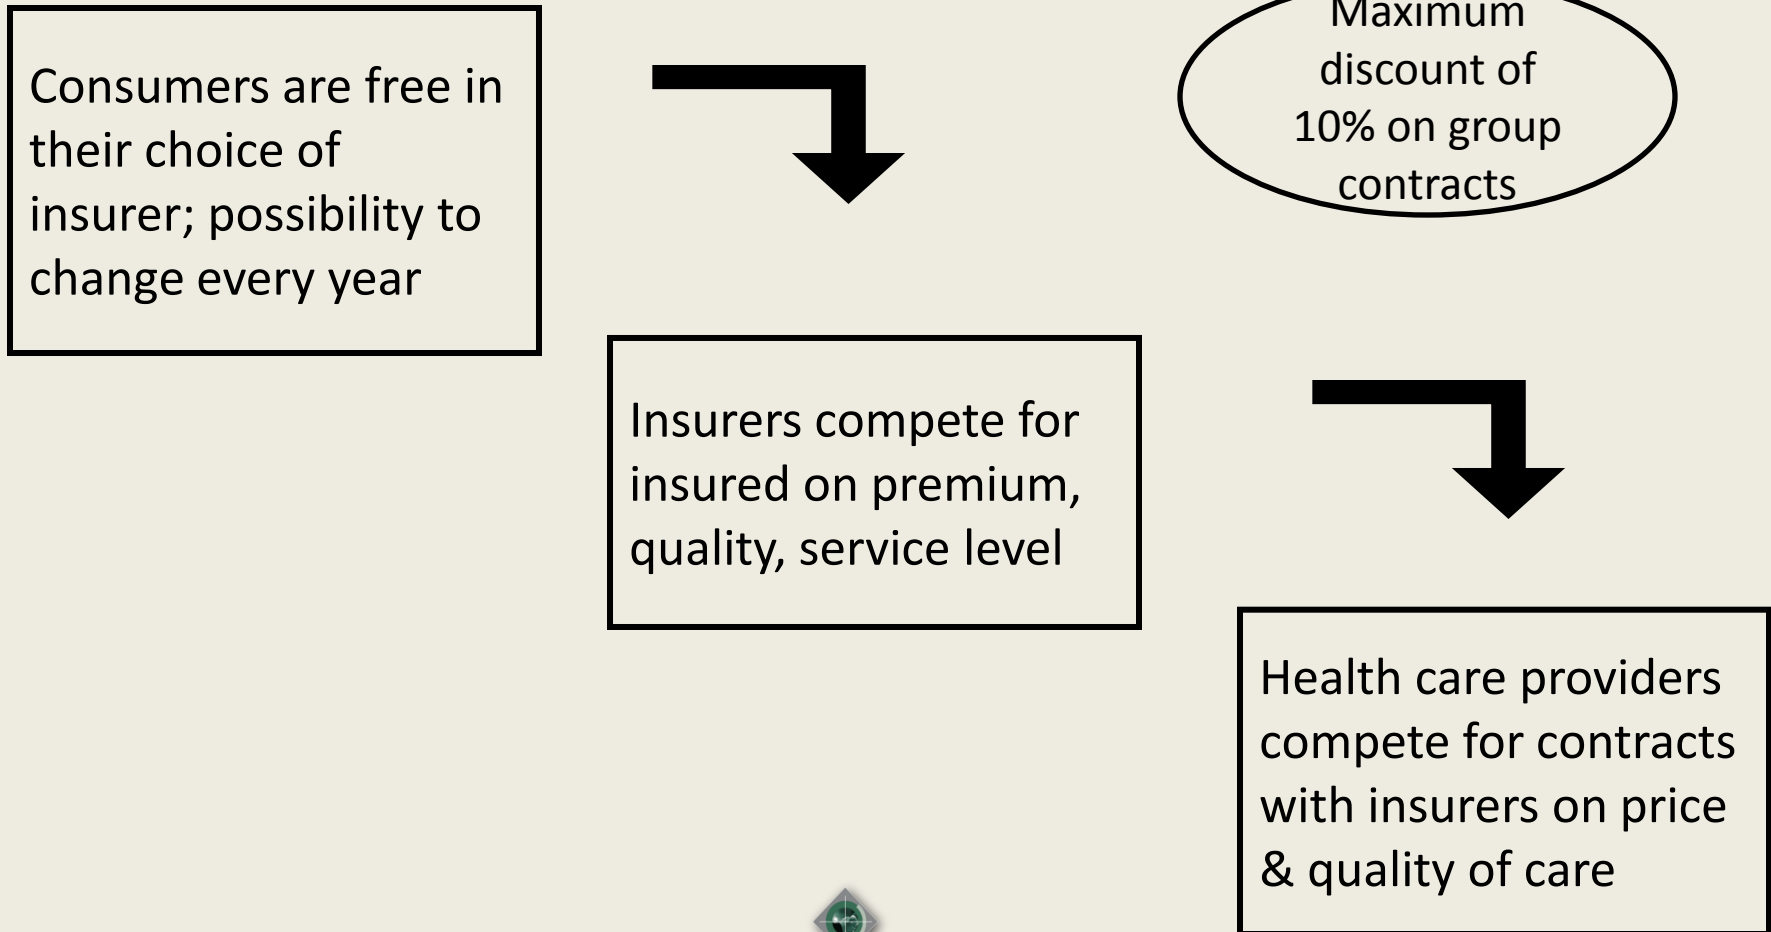 Consumers are free in
their choice of
insurer; possibility to
change every year
Maximum
discount of
10% on group
contracts
Insurers compete for
insured on premium,
quality, service level
Health care providers
compete for contracts
with insurers on price
& quality of care